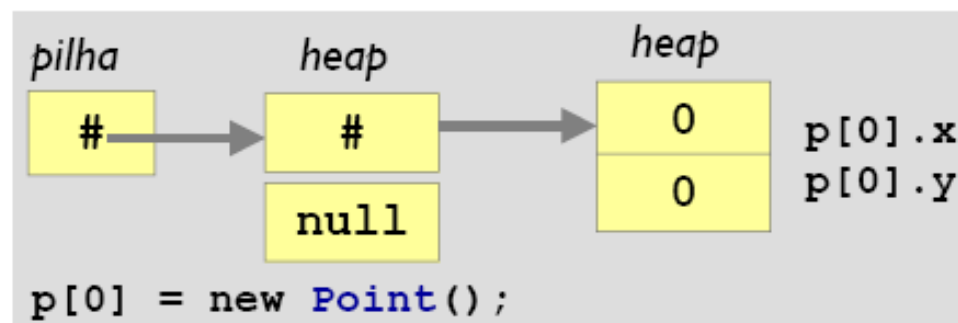 pilha heap heap
# # 0 p[0].x
null 0 p[0].y
p[0] = new Point();